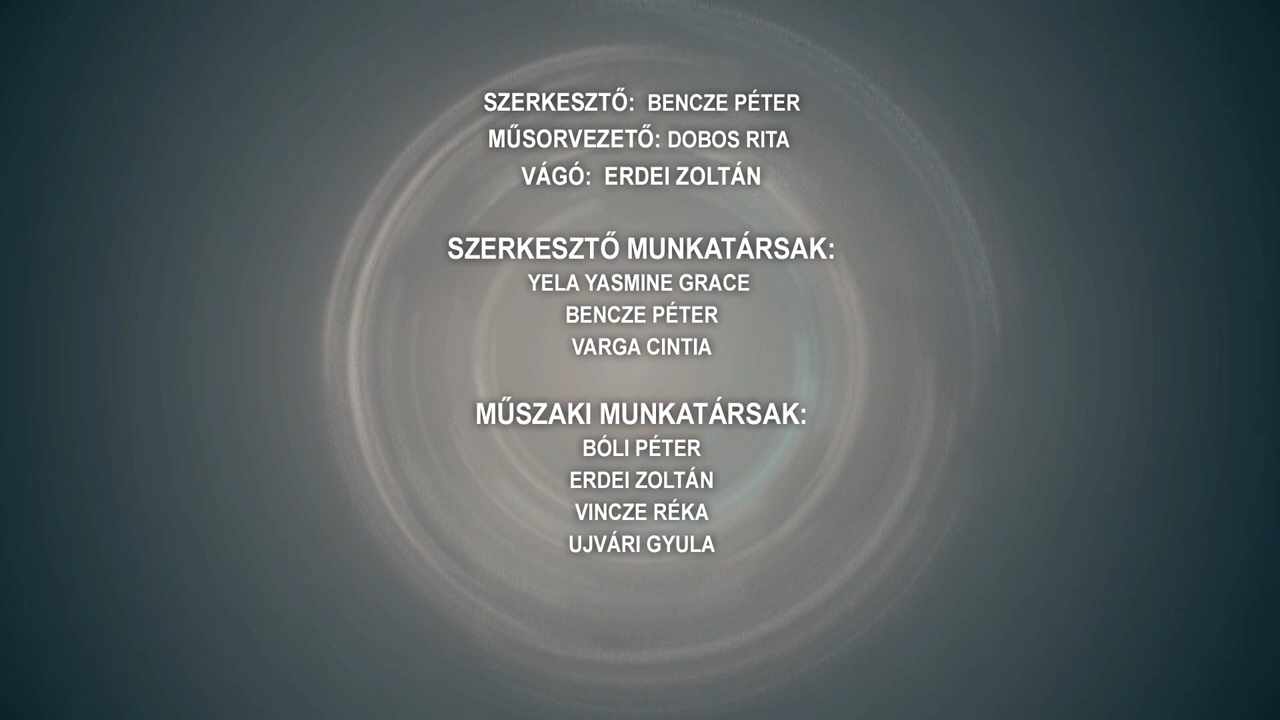 SZERKESZTŐ: BENCZE PÉTER
MŰSORVEZETŐ: DOBOS RITA
VÁGÓ: ERDEI ZOLTÁN
SZERKESZTŐ MUNKATÁRSAK:
YELA YASMINE GRACE
BENCZE PÉTER
VARGA CINTIA
MŰSZAKI MUNKATÁRSAK:
BÓLI PÉTER
ERDEI ZOLTÁN
VINCZE RÉKA
UJVÁRI GYULA